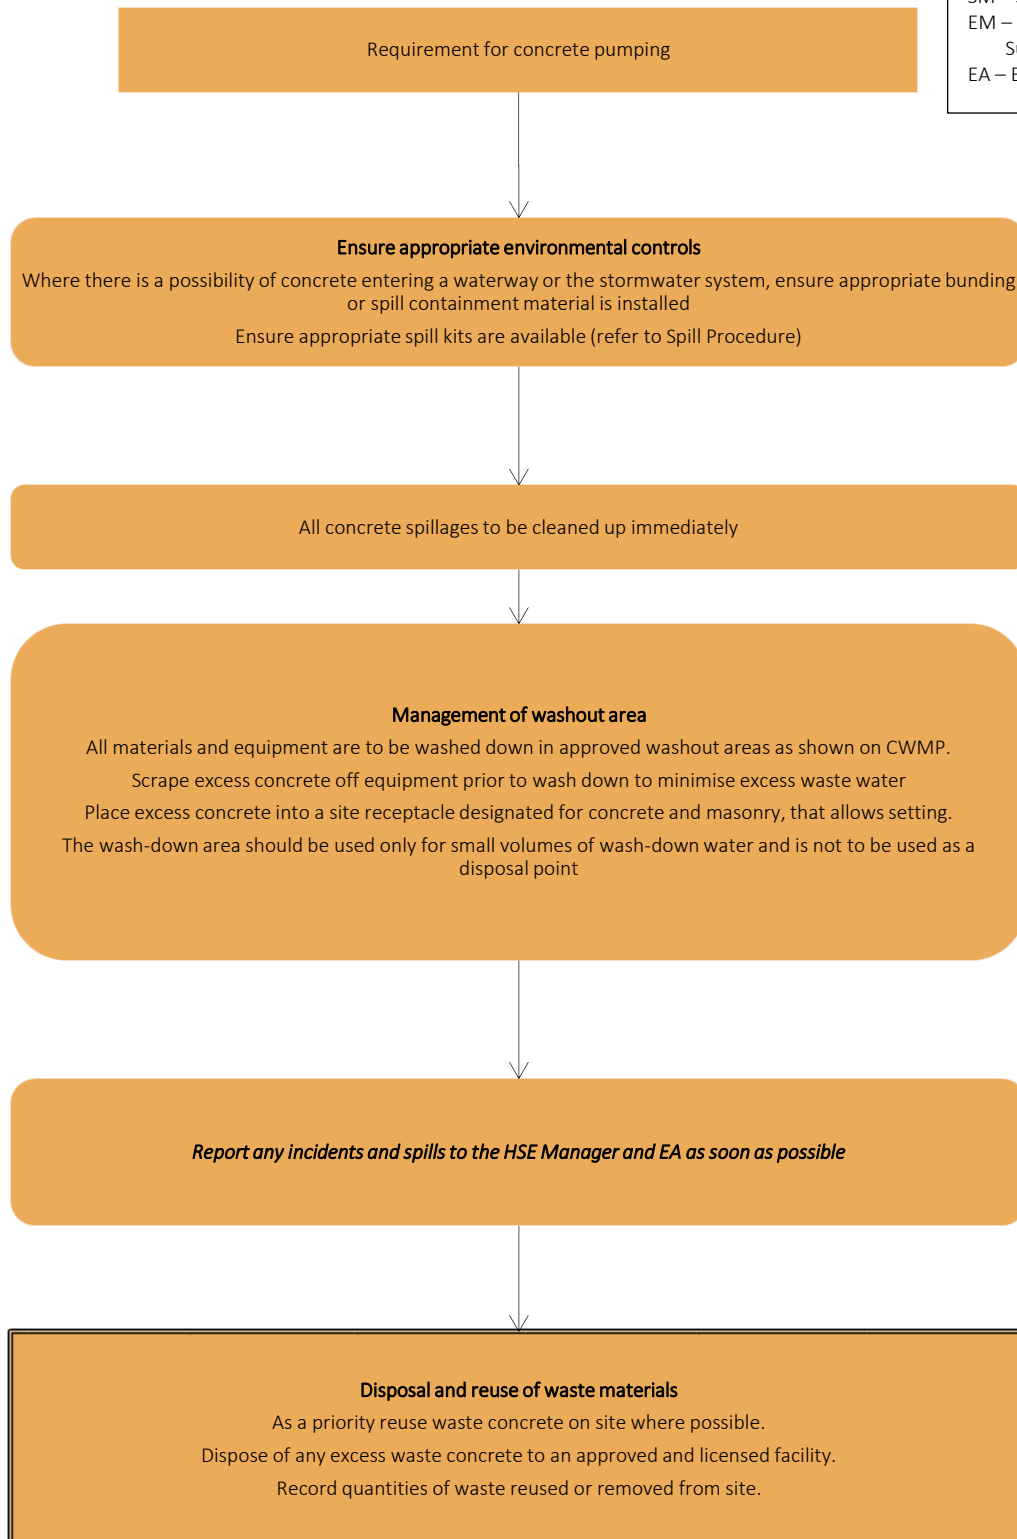 Requirement for concrete pumping
EM –
EA –
Ensure appropriate environmental controls
Where there is a possibility of concrete entering a waterway or the stormwater system, ensure appropriate bunding
or spill containment material is installed
Ensure appropriate spill kits are available (refer to Spill Procedure)
All concrete spillages to be cleaned up immediately
Management of washout area
All materials and equipment are to be washed down in approved washout areas as shown on CWMP.
Scrape excess concrete off equipment prior to wash down to minimise excess waste water
Place excess concrete into a site receptacle designated for concrete and masonry, that allows setting.
The wash-down area should be used only for small volumes of wash-down water and is not to be used as a
disposal point
Report any incidents and spills to the HSE Manager and EA as soon as possible
Disposal and reuse of waste materials
As a priority reuse waste concrete on site where possible.
Dispose of any excess waste concrete to an approved and licensed facility.
Record quantities of waste reused or removed from site.